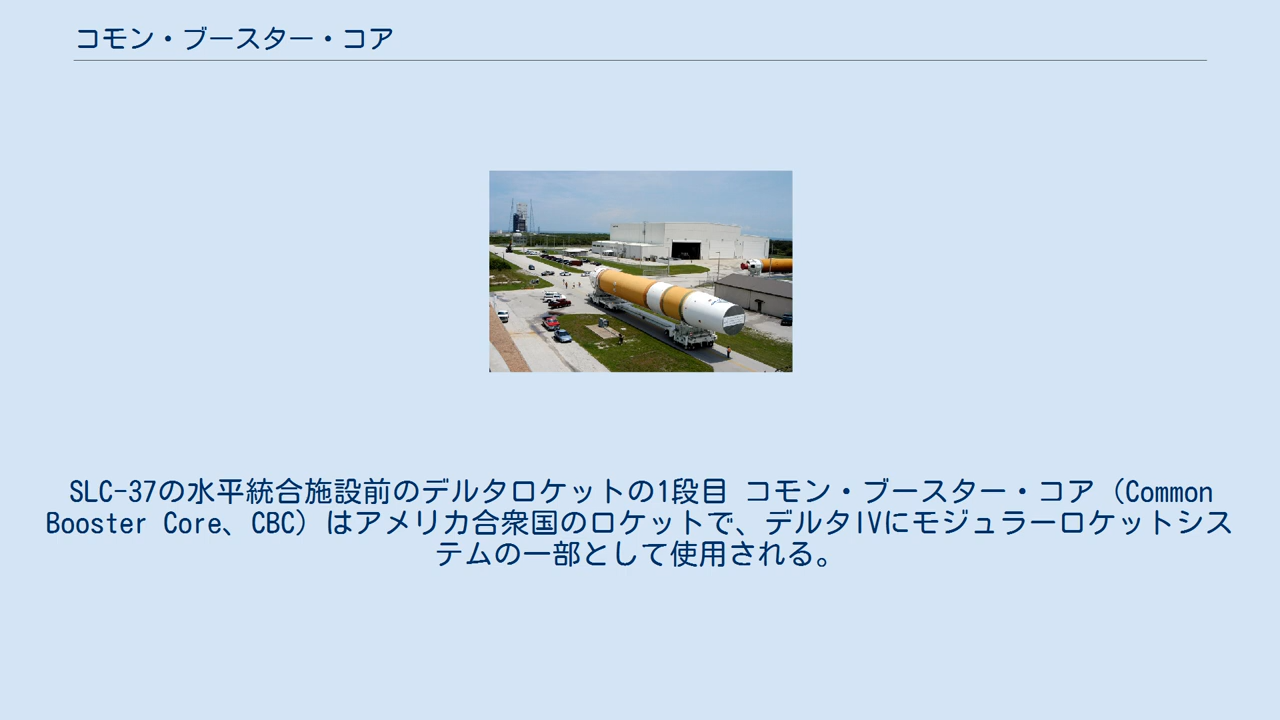 コモン・ブースター・コア
SLC-37の水平統合施設前のデルタロケットの1段目 コモン・ブースター・コア（Common
Booster Core、CBC）はアメリカ合衆国のロケットで、デルタIVにモジュラーロケットシス
テムの一部として使用される。